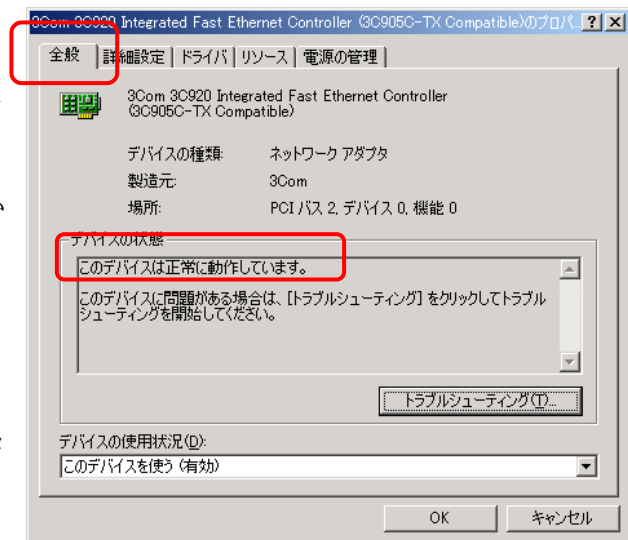 3Com 3C920 Integrated Fast Ethernet Controller (3C905C-TX Compatible)のプロパ...
全般
詳細設定
ドライバ
リソース
電源の管理
3Com 3C920 Integrated Fast Ethernet Controller
(3C905C-TX Compatible)
デバイスの種類:
ネットワーク アダプタ
製造元:
3Com
場所:
PCI バス 2, デバイス 0, 機能 0
デバイスの状態
このデバイスは正常に動作しています。
このデバイスに問題がある場合は、[トラブルシューティング] をクリックしてトラブル
シューティングを開始してください。
トラブルシューティング(T)...
デバイスの使用状況(D):
このデバイスを使う (有効)
OK
キャンセル